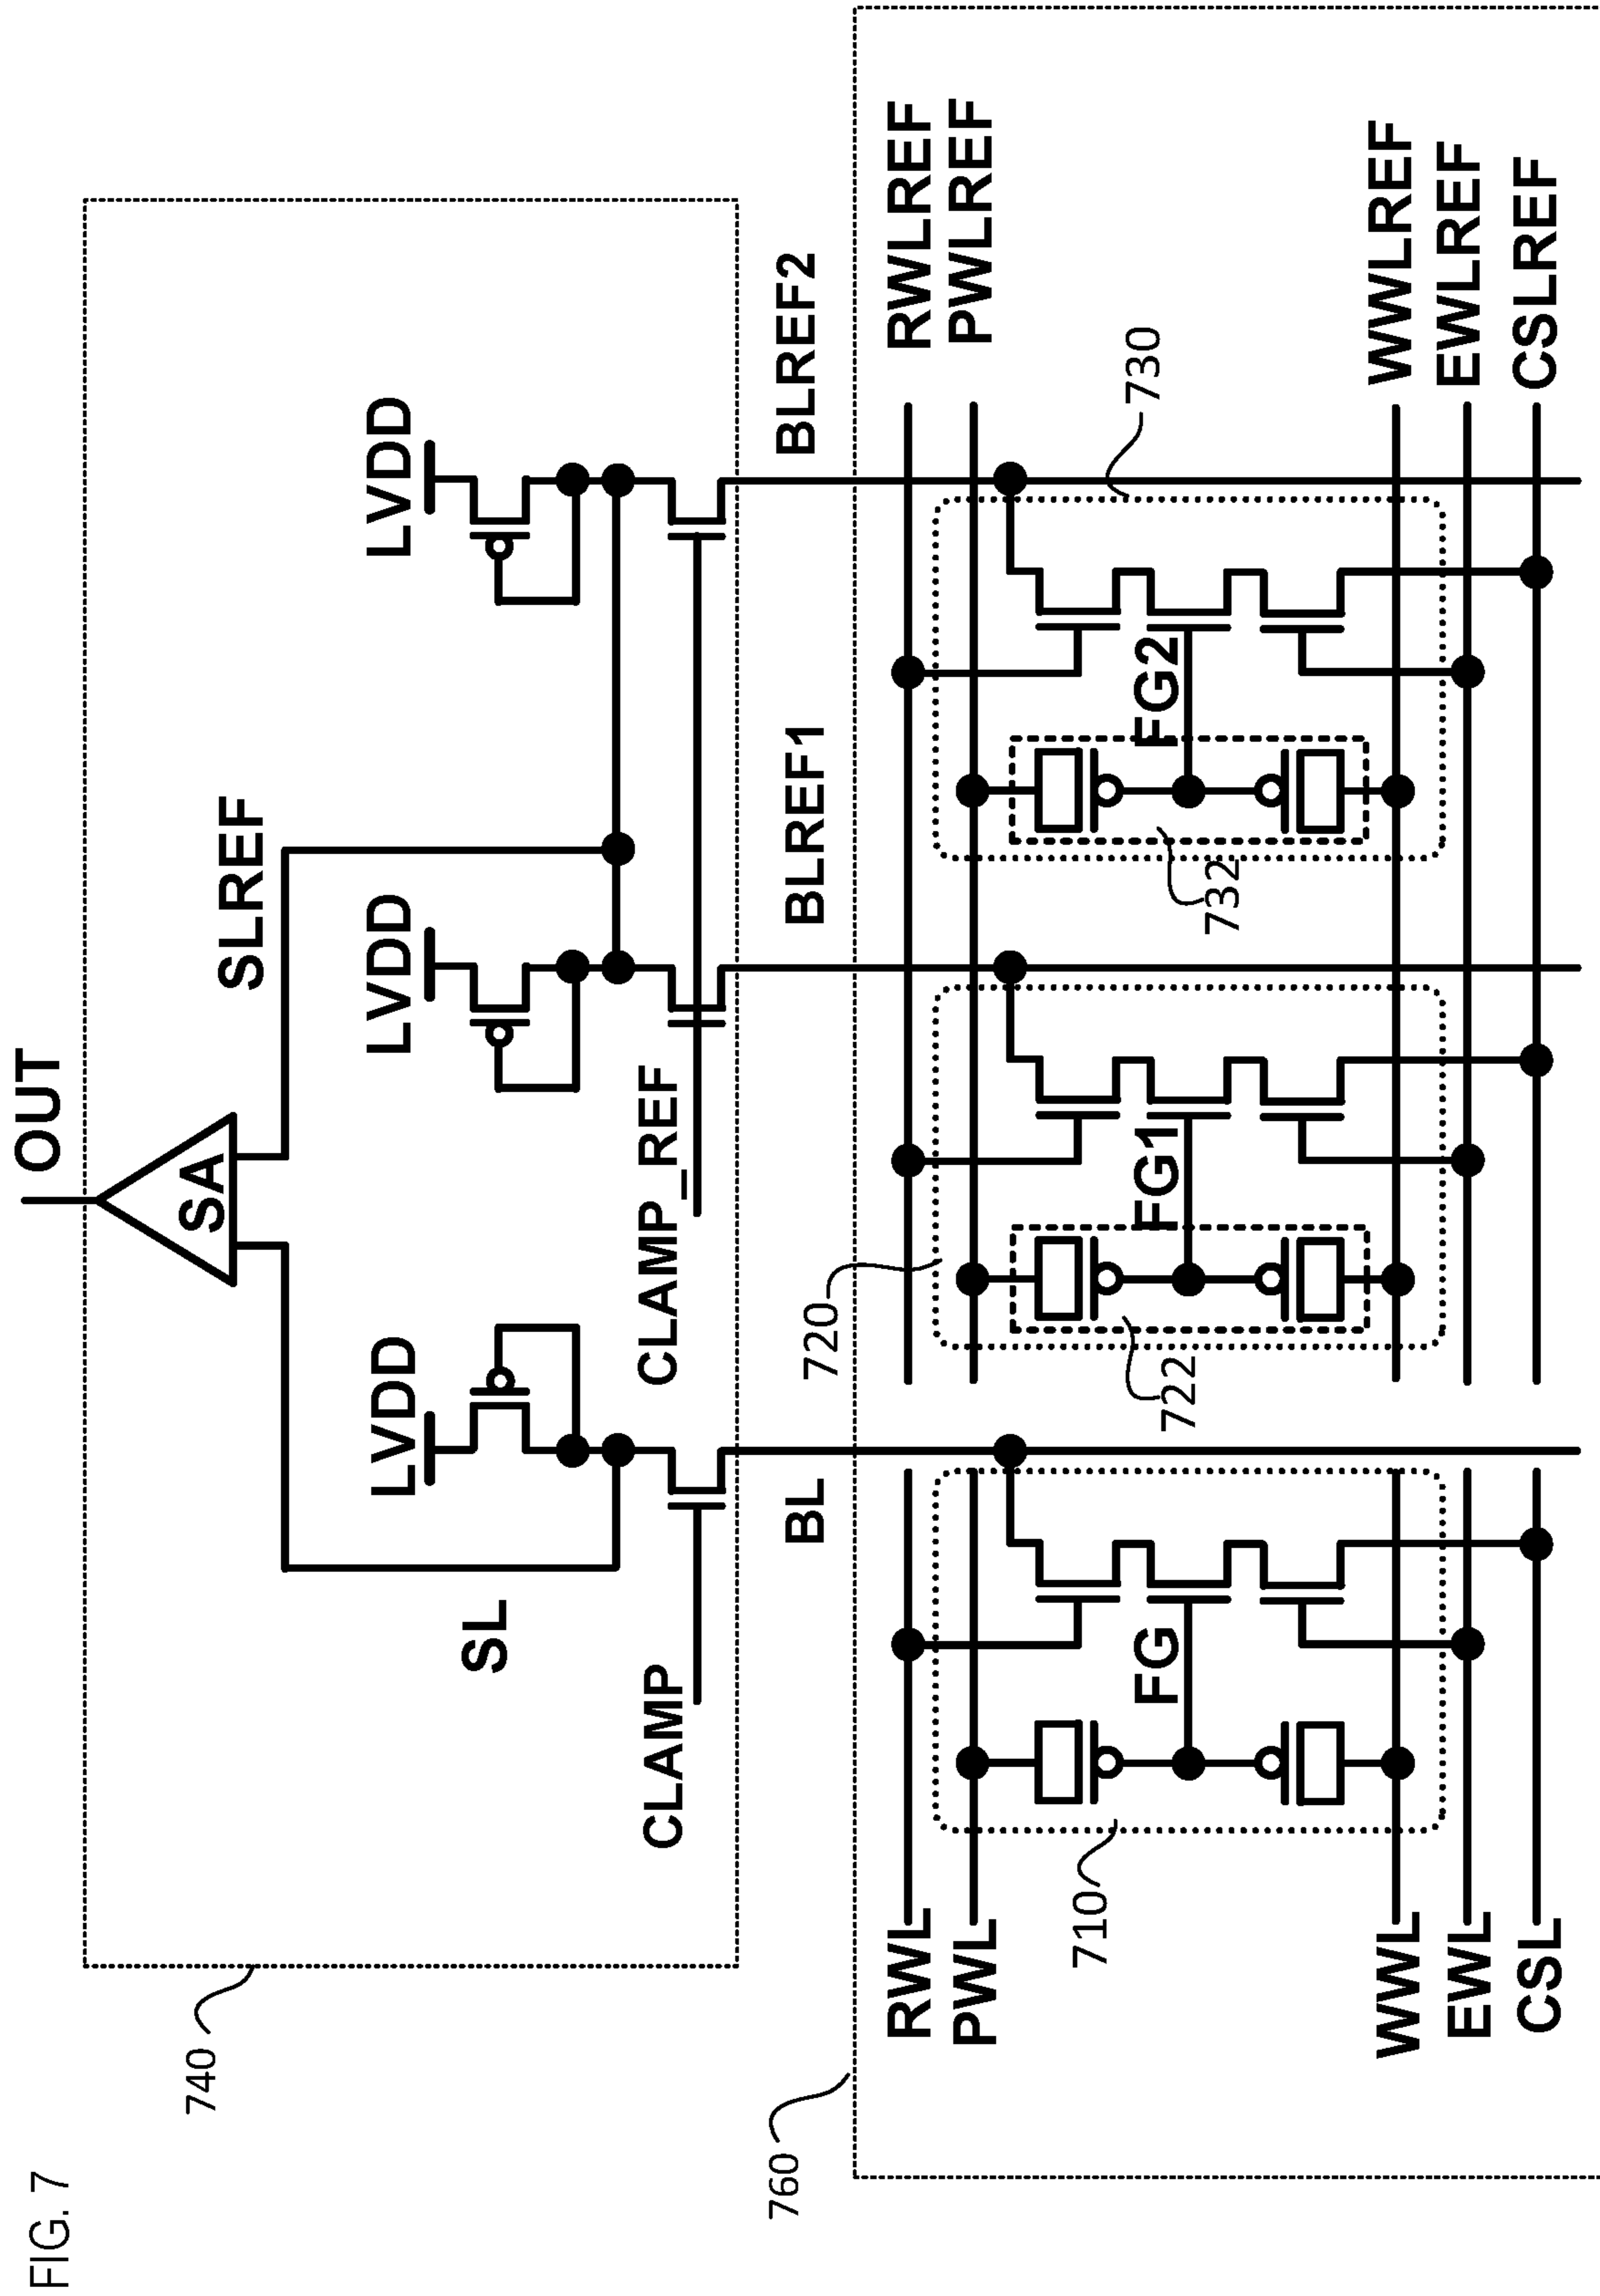 FIG. 7
OUT
740
SA
SLREF
SL
LVDD
LVDD
LVDD
CLAMP
CLAMP_REF
BL
BLREF1
BLREF2
760
RWL
PWL
720
RWLREF
PWLREF
710
FG
722
FG1
732
FG2
730
WWL
EWL
CSL
WWLREF
EWLREF
CSLREF